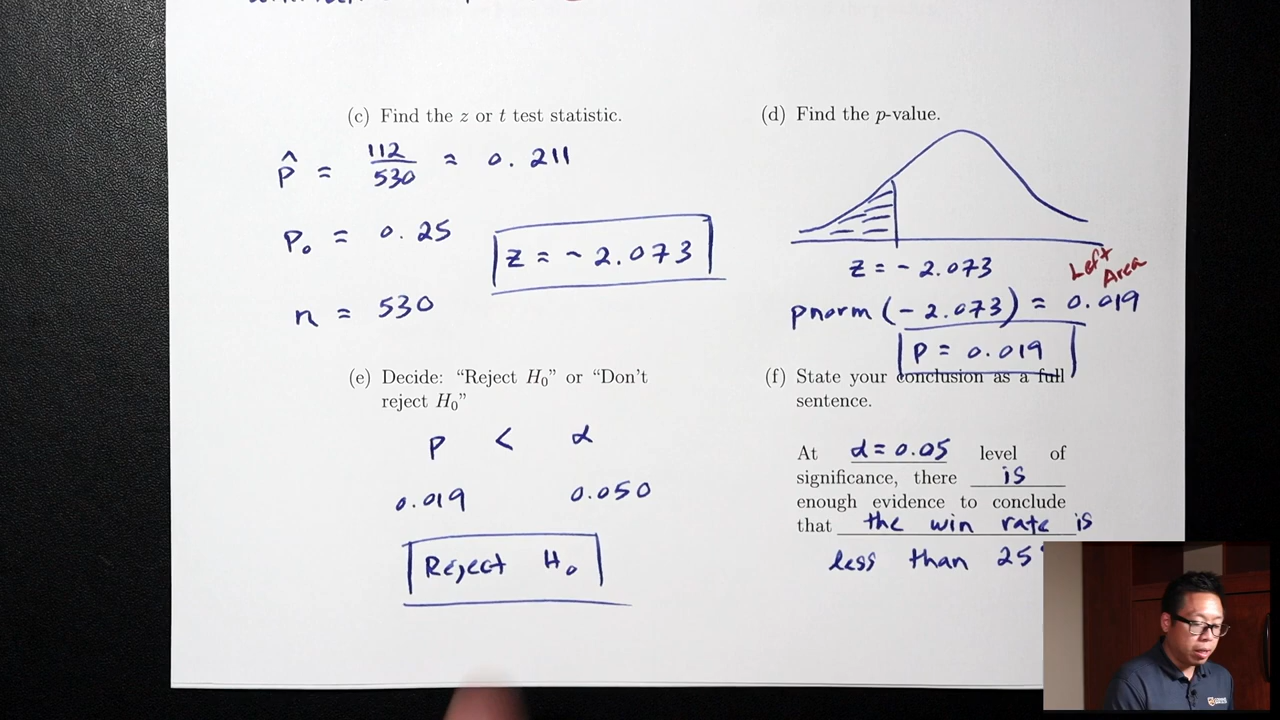 (c) Find the z or t test statistic.
p̂ = 112/530 ≈ 0.211
P₀ = 0.25
z = -2.073
n = 530
(d) Find the p-value.
z = -2.073
Left
Area
pnorm (-2.073) = 0.019
P = 0.019
(e) Decide: “Reject H₀” or “Don’t
reject H₀”
P < α
0.019 0.050
Reject H₀
(f) State your conclusion as a full
sentence.
At α = 0.05 level of
significance, there is
enough evidence to conclude
that the win rate is
less than 25